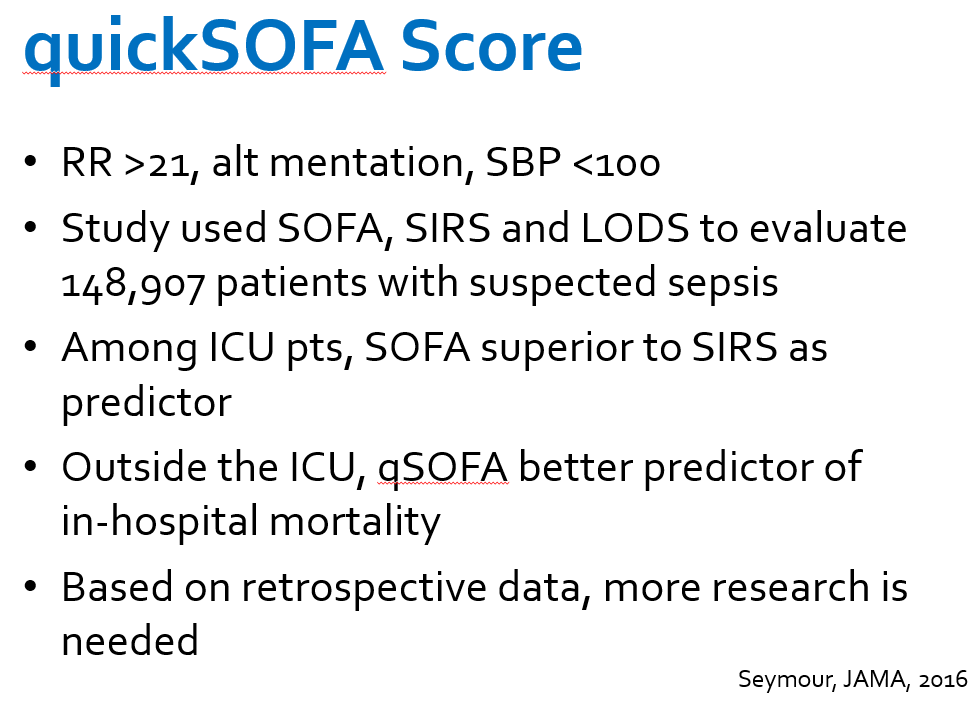 quickSOFA Score
• RR >21, alt mentation, SBP <100
• Study used SOFA, SIRS and LODS to evaluate
148,907 patients with suspected sepsis
• Among ICU pts, SOFA superior to SIRS as
predictor
• Outside the ICU, qSOFA better predictor of
in-hospital mortality
• Based on retrospective data, more research is
needed
Seymour, JAMA, 2016